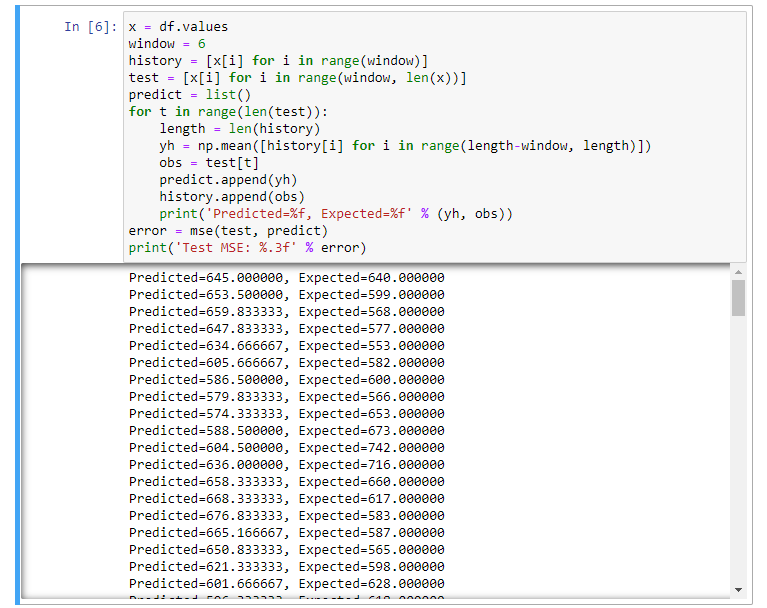 In [6]: x = df.values
window = 6
history = [x[i] for i in range(window)]
test = [x[i] for i in range(window, len(x))]
predict = list()
for t in range(len(test)):
    length = len(history)
    yh = np.mean([history[i] for i in range(length-window, length)])
    obs = test[t]
    predict.append(yh)
    history.append(obs)
    print('Predicted=%f, Expected=%f' % (yh, obs))
error = mse(test, predict)
print('Test MSE: %.3f' % error)
Predicted=645.000000, Expected=640.000000
Predicted=653.500000, Expected=599.000000
Predicted=659.833333, Expected=568.000000
Predicted=647.833333, Expected=577.000000
Predicted=634.666667, Expected=553.000000
Predicted=605.666667, Expected=582.000000
Predicted=586.500000, Expected=600.000000
Predicted=579.833333, Expected=566.000000
Predicted=574.333333, Expected=653.000000
Predicted=588.500000, Expected=673.000000
Predicted=604.500000, Expected=742.000000
Predicted=636.000000, Expected=716.000000
Predicted=658.333333, Expected=660.000000
Predicted=668.333333, Expected=617.000000
Predicted=676.833333, Expected=583.000000
Predicted=665.166667, Expected=587.000000
Predicted=650.833333, Expected=565.000000
Predicted=621.333333, Expected=598.000000
Predicted=601.666667, Expected=628.000000